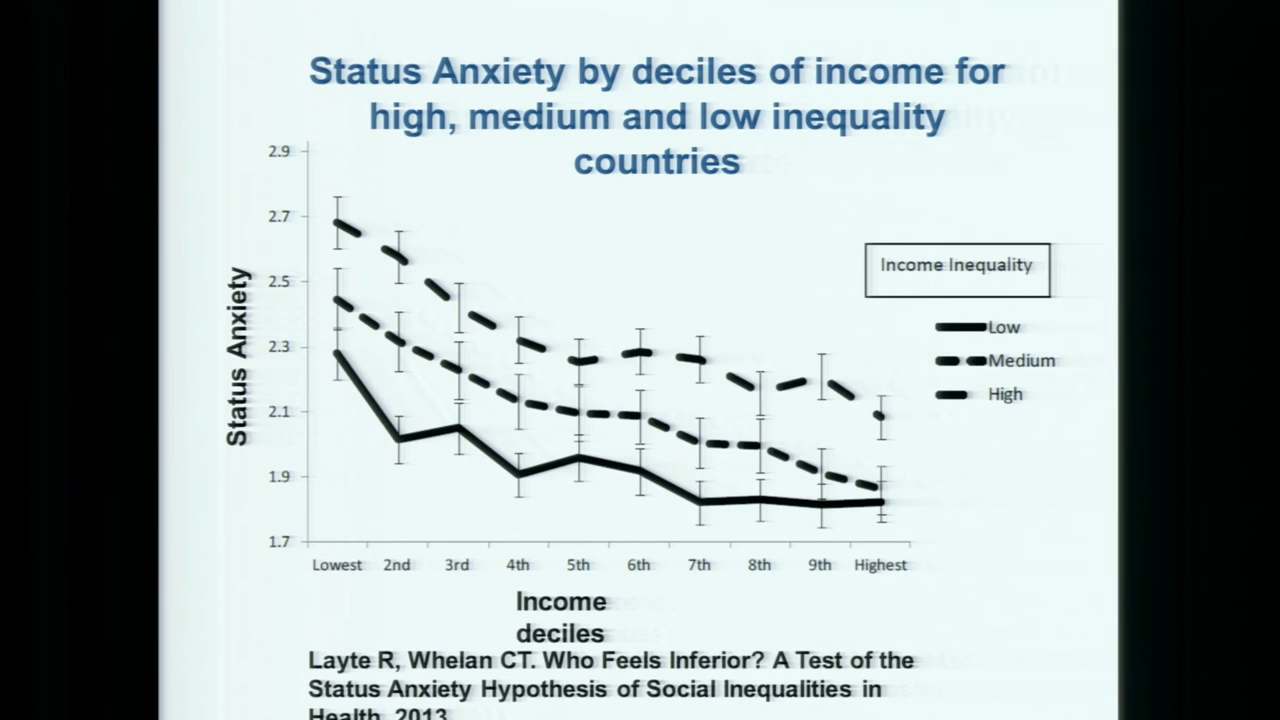 Status Anxiety by deciles of income for
high, medium and low inequality
countries
2.9
2.7
2.5
2.3
2.1
1.9
1.7
Status Anxiety
Income Inequality
Low
Medium
High
Lowest 2nd 3rd 4th 5th 6th 7th 8th 9th Highest
Income
deciles
Layte R, Whelan CT. Who Feels Inferior? A Test of the
Status Anxiety Hypothesis of Social Inequalities in
Health. 2013